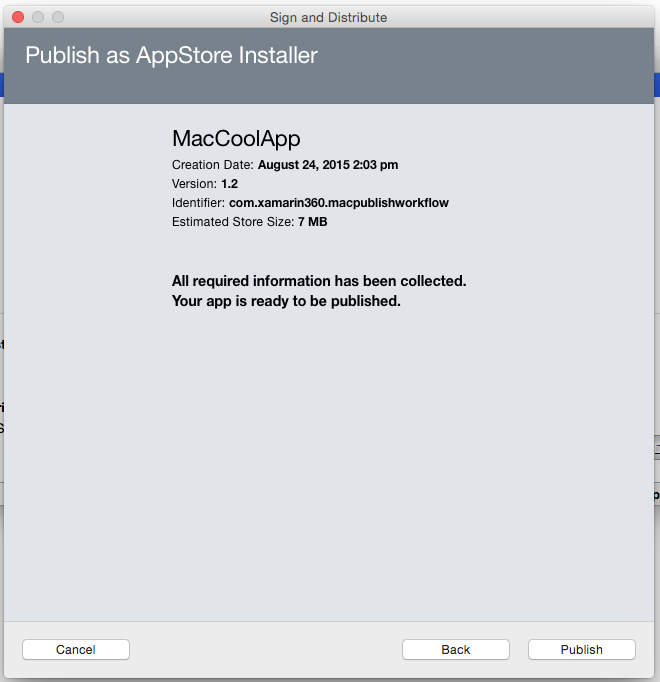 Sign and Distribute
Publish as AppStore Installer
MacCoolApp
Creation Date: August 24, 2015 2:03 pm
Version: 1.2
Identifier: com.xamarin360.macpublishworkflow
Estimated Store Size: 7 MB
All required information has been collected.
Your app is ready to be published.
Cancel
Back
Publish